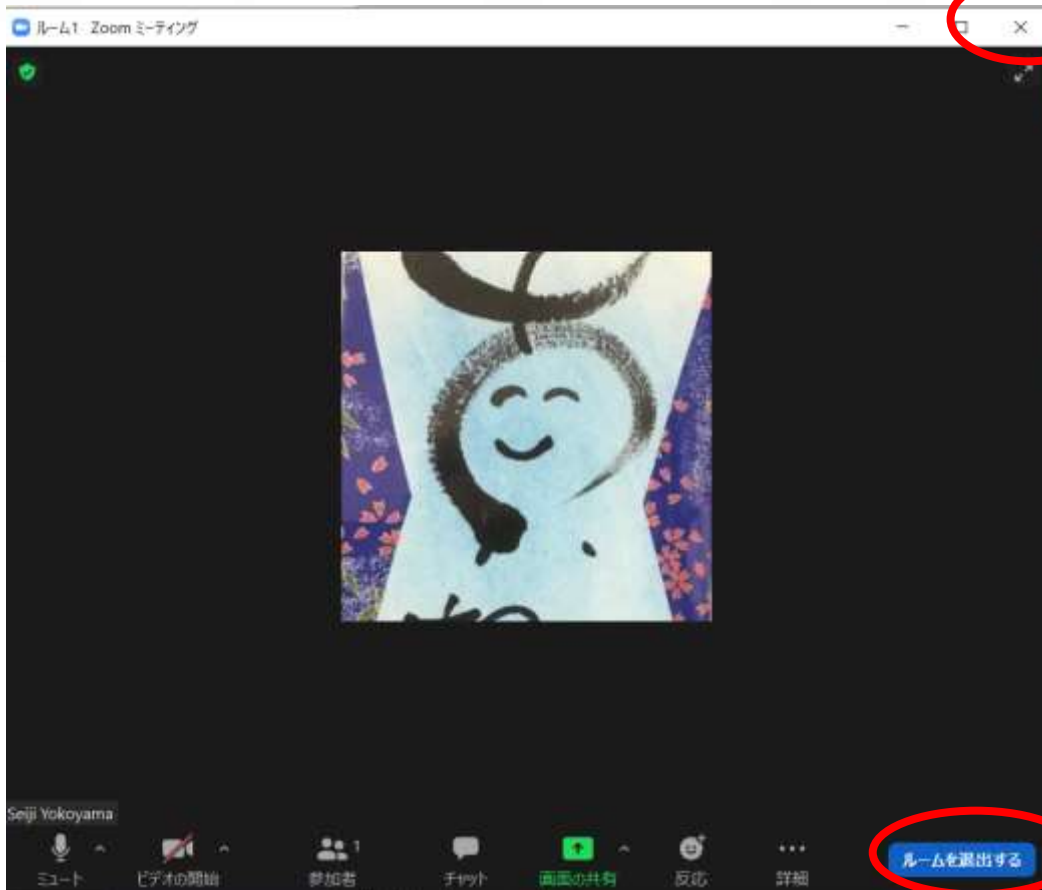 ルーム1 Zoom ミーティング
Seiji Yokoyama
1
ミュート
ビデオの開始
参加者
チャット
画面の共有
反応
詳細
ルームを退出する